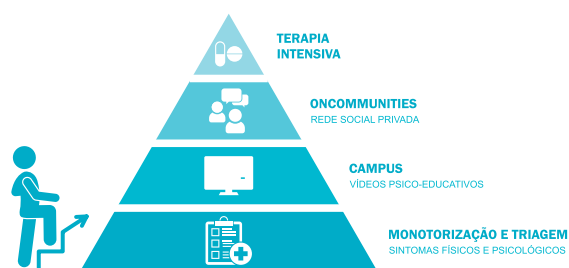 TERAPIA
INTENSIVA
ONCOMMUNITIES
REDE SOCIAL PRIVADA
CAMPUS
VÍDEOS PSICO-EDUCATIVOS
MONOTORIZAÇÃO E TRIAGEM
SINTOMAS FÍSICOS E PSICOLÓGICOS